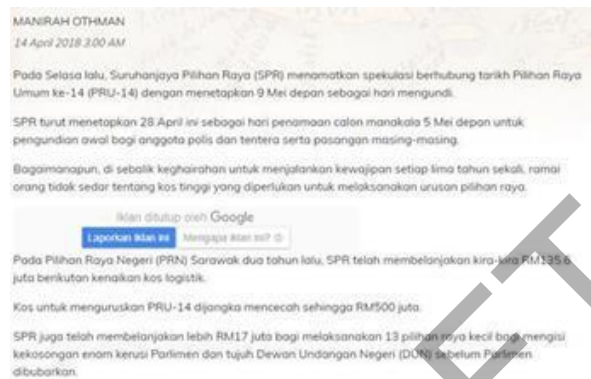 MANIRAH OTHMAN
14 April 2018 3:00 AM
Pada Selasa lalu, Suruhanjaya Pilihan Raya (SPR) menamatkan spekulasi berhubung tarikh Pilihan Raya
Umum ke-14 (PRU-14) dengan menetapkan 9 Mei depan sebagai hari mengundi.
SPR turut menetapkan 28 April ini sebagai hari penamaan calon manakala 5 Mei depan untuk
pengundian awal bagi anggota polis dan tentera serta pasangan masing-masing.
Bagaimanapun, di sebalik keghairahan untuk menjalankan kewajipan setiap lima tahun sekali, ramai
orang tidak sedar tentang kos tinggi yang diperlukan untuk melaksanakan urusan pilihan raya.
Iklan ditutup oleh Google
Laporkan iklan ini Mengapa iklan ini?
Pada Pilihan Raya Negeri (PRN) Sarawak dua tahun lalu, SPR telah membelanjakan kira-kira RM135.6
juta berikutan kenaikan kos logistik.
Kos untuk menguruskan PRU-14 dijangka mencecah sehingga RM500 juta.
SPR juga telah membelanjakan lebih RM17 juta bagi melaksanakan 13 pilihan raya kecil bagi mengisi
kekosongan enam kerusi Parlimen dan tujuh Dewan Undangan Negeri (DUN) sebelum Parlimen
dibubarkan.